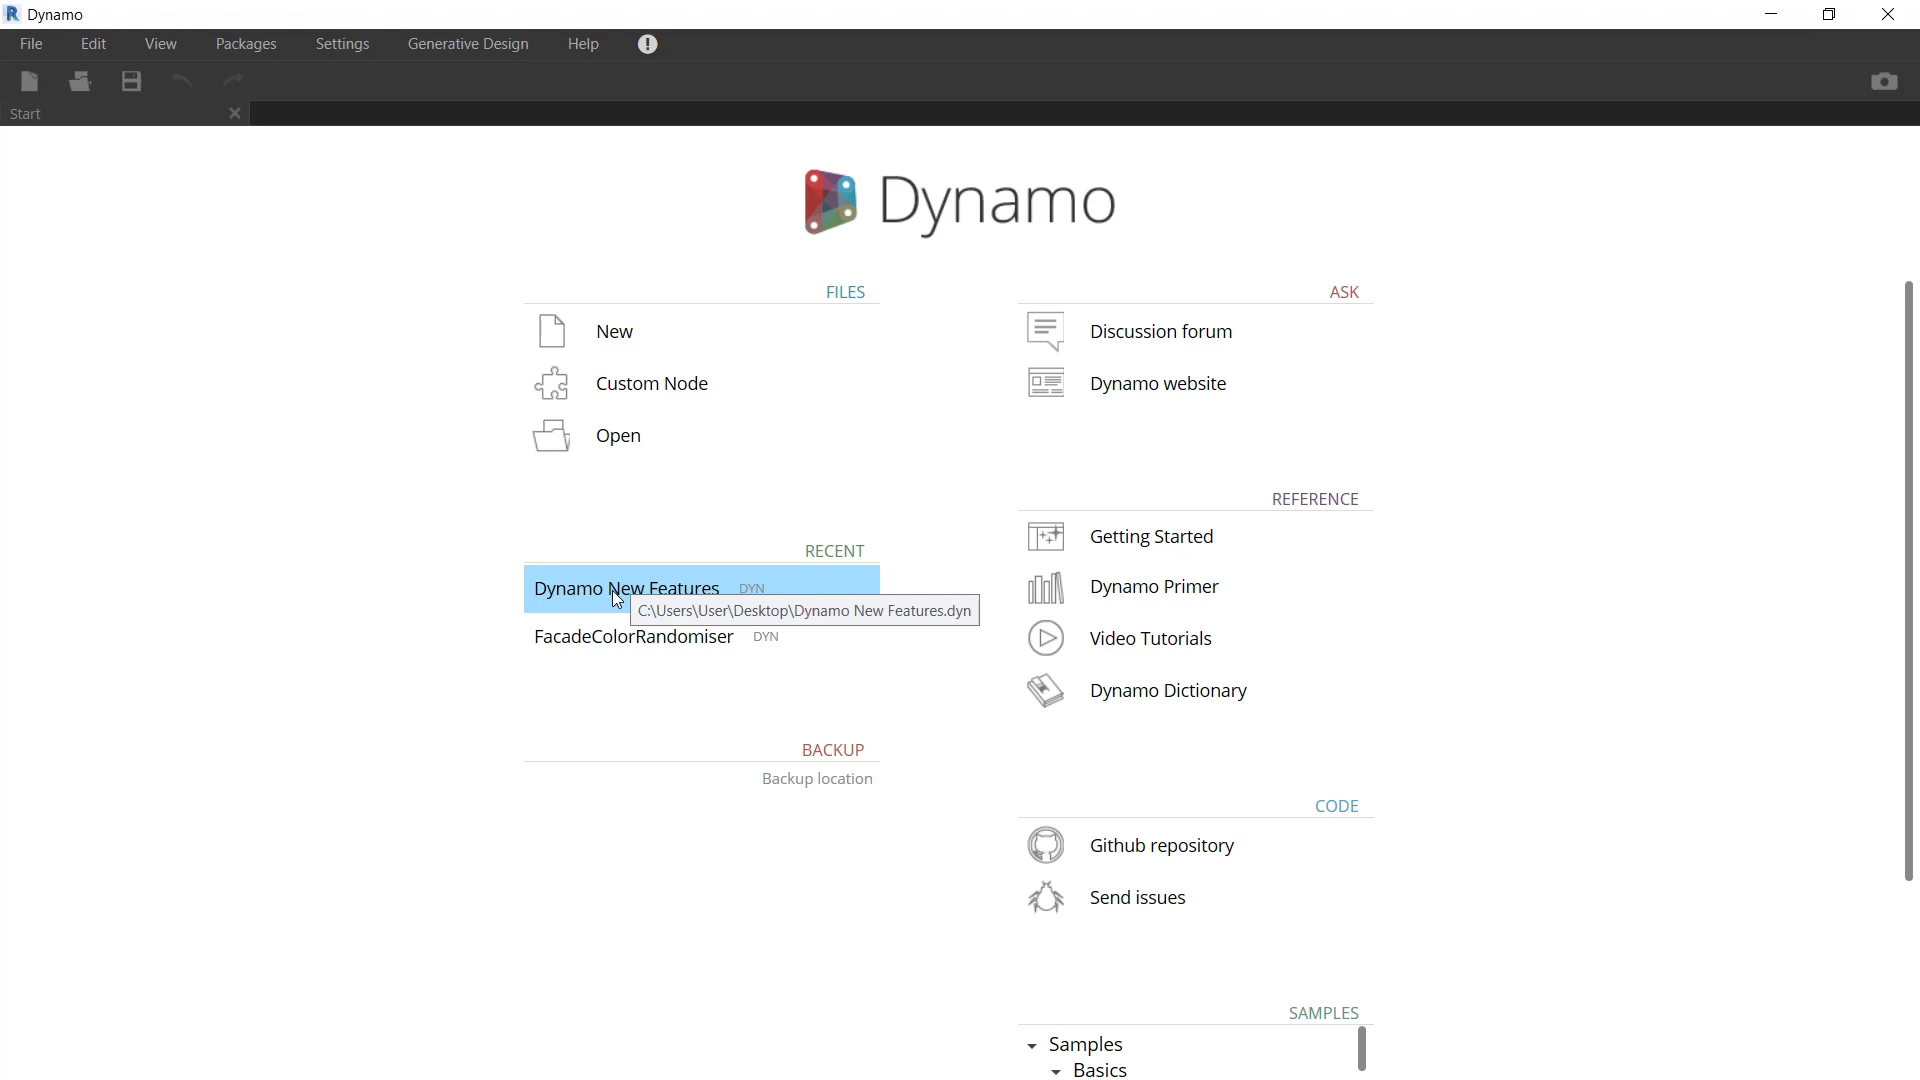 R Dynamo
File Edit View Packages Settings Generative Design Help !
Start
Dynamo
FILES
New
Custom Node
Open
RECENT
Dynamo New Features DYN
C:\Users\User\Desktop\Dynamo New Features.dyn
FacadeColorRandomiser DYN
BACKUP
Backup location
ASK
Discussion forum
Dynamo website
REFERENCE
Getting Started
Dynamo Primer
Video Tutorials
Dynamo Dictionary
CODE
Github repository
Send issues
SAMPLES
Samples
Basics